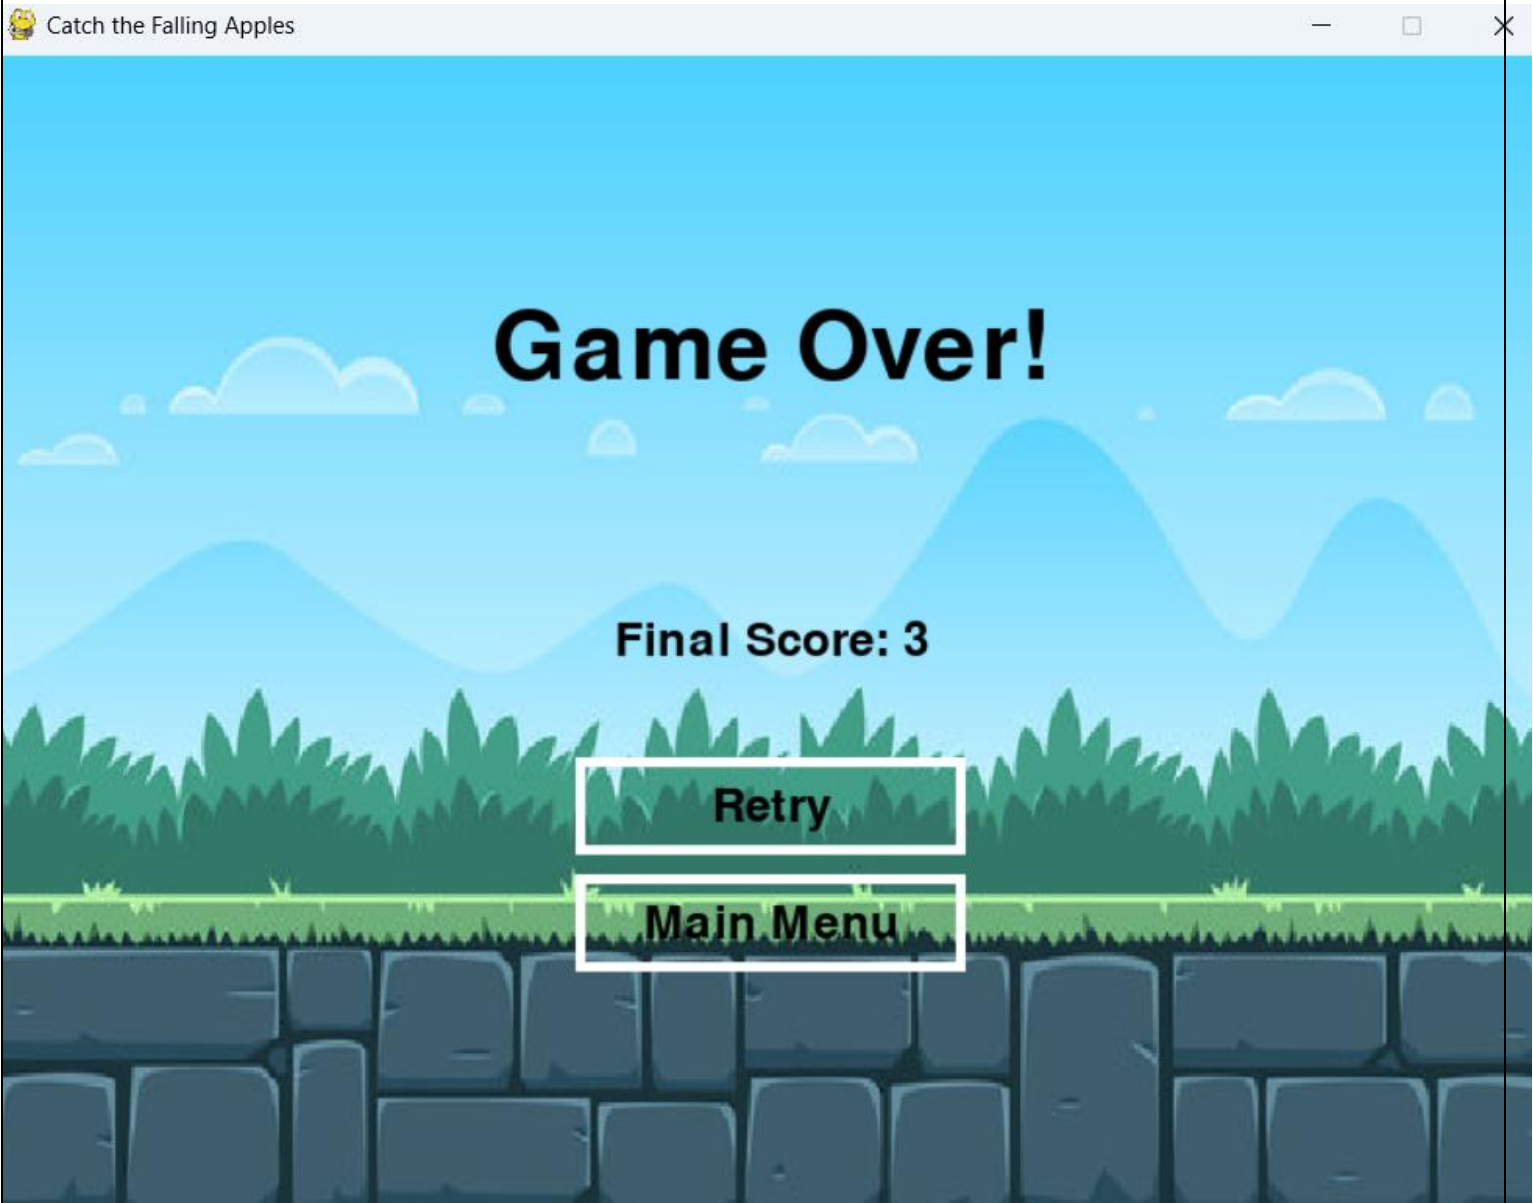 Catch the Falling Apples
Game Over!
Final Score: 3
Retry
Main Menu